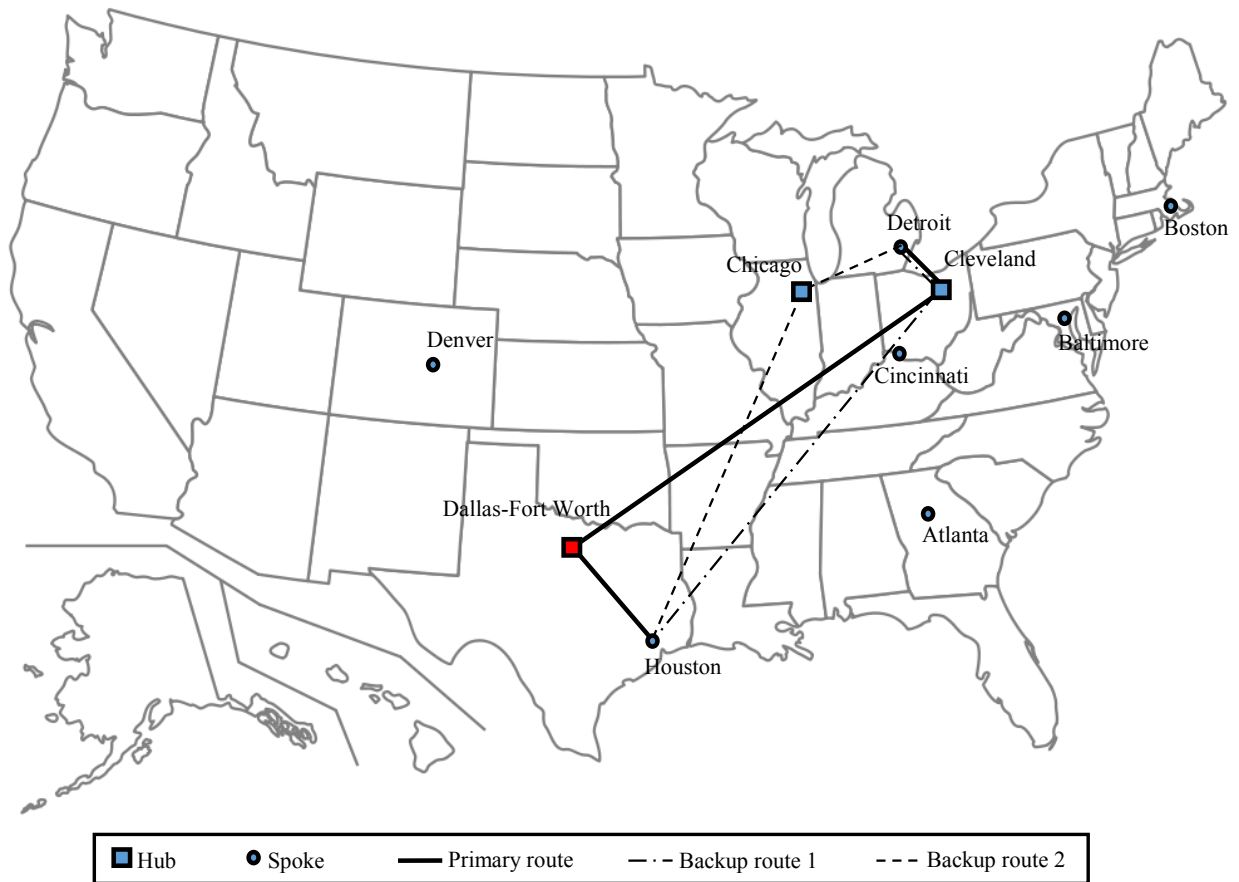 Detroit
Boston
Chicago
Cleveland
Denver
Baltimore
Cincinnati
Dallas-Fort Worth
Atlanta
Houston
Hub
Spoke
Primary route
Backup route 1
Backup route 2